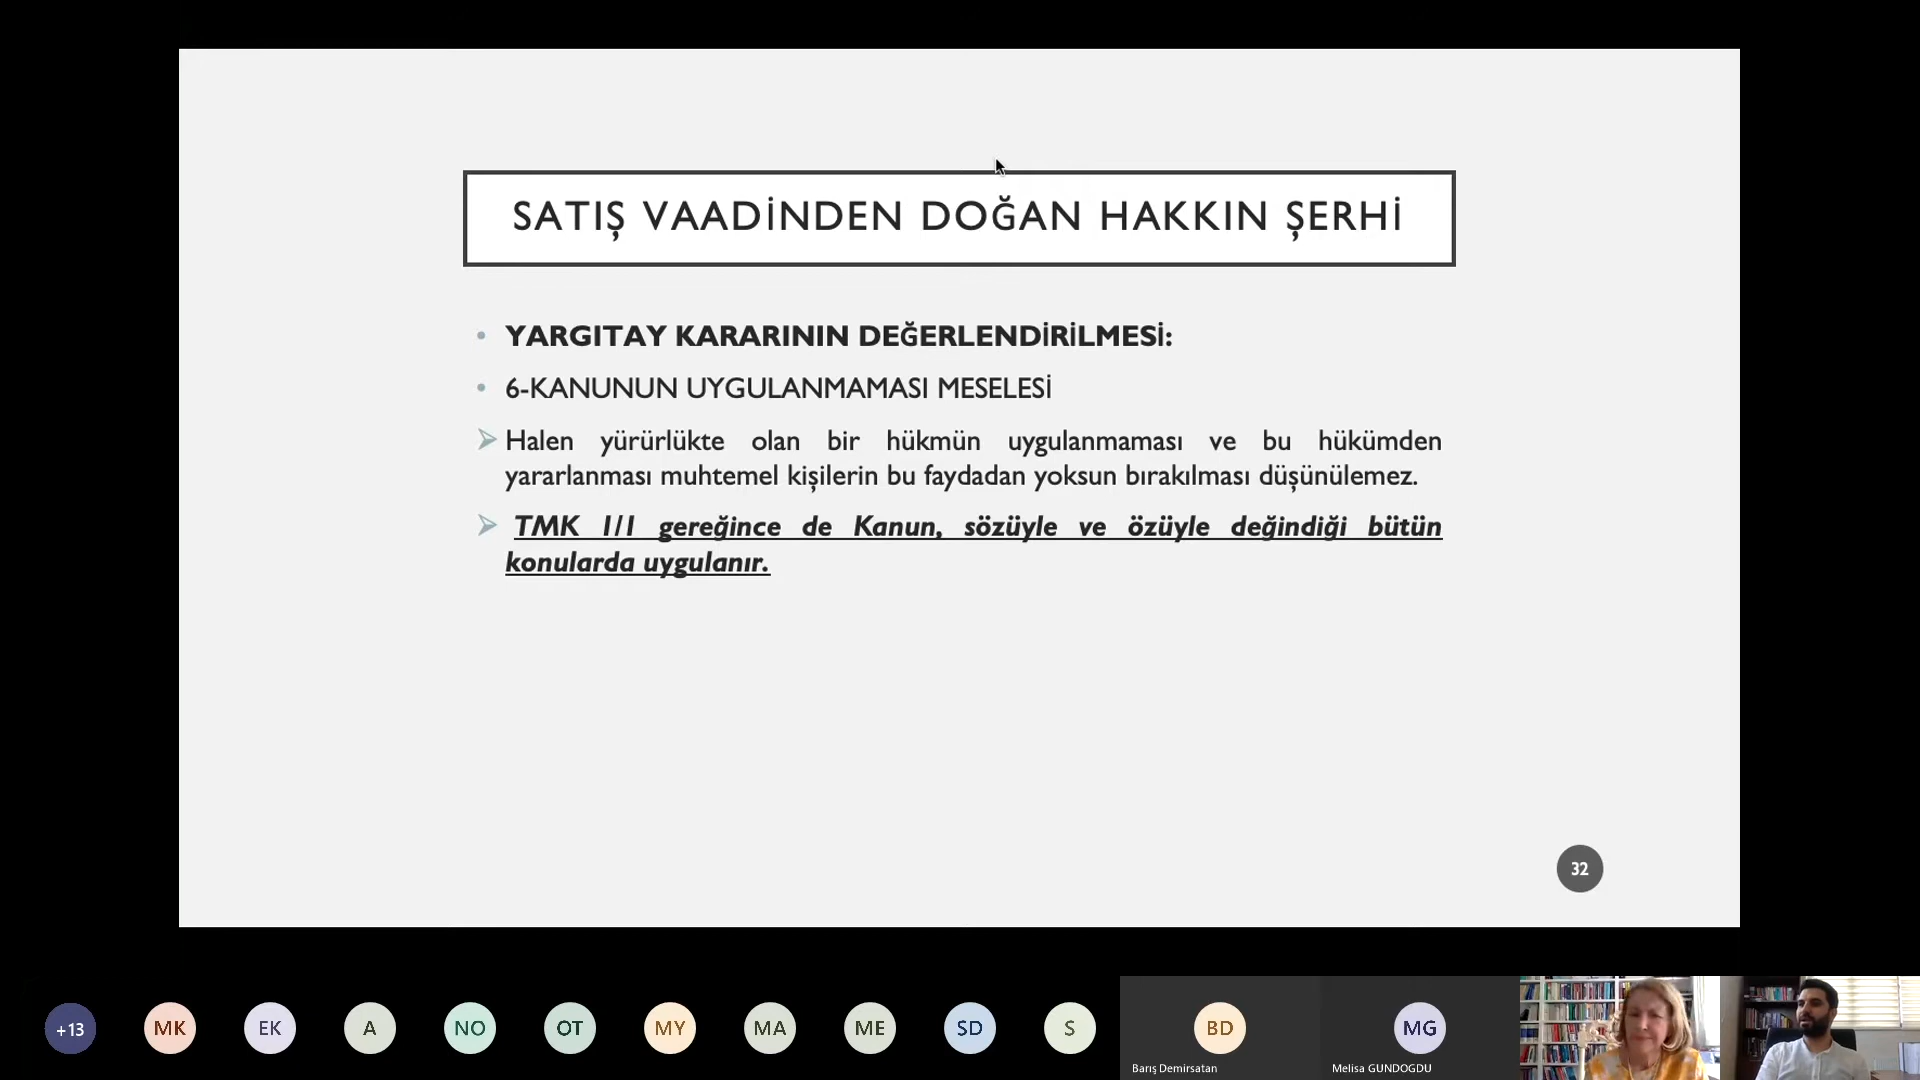 SATIŞ VAADİNDEN DOĞAN HAKKIN ŞERHİ
• YARGITAY KARARININ DEĞERLENDİRİLMESİ:
• 6-KANUNUN UYGULANMAMASI MESELESİ
➢ Halen yürürlükte olan bir hükmün uygulanmaması ve bu hükümden
yararlanması muhtemel kişilerin bu faydadan yoksun bırakılması düşünülemez.
➢ TMK 1/1 gereğince de Kanun, sözüyle ve özüyle değindiği bütün
konularda uygulanır.
32
+13 MK EK A NO OT MY MA ME SD S BD MG
Barış Demirsatan Melisa GUNDOGDU